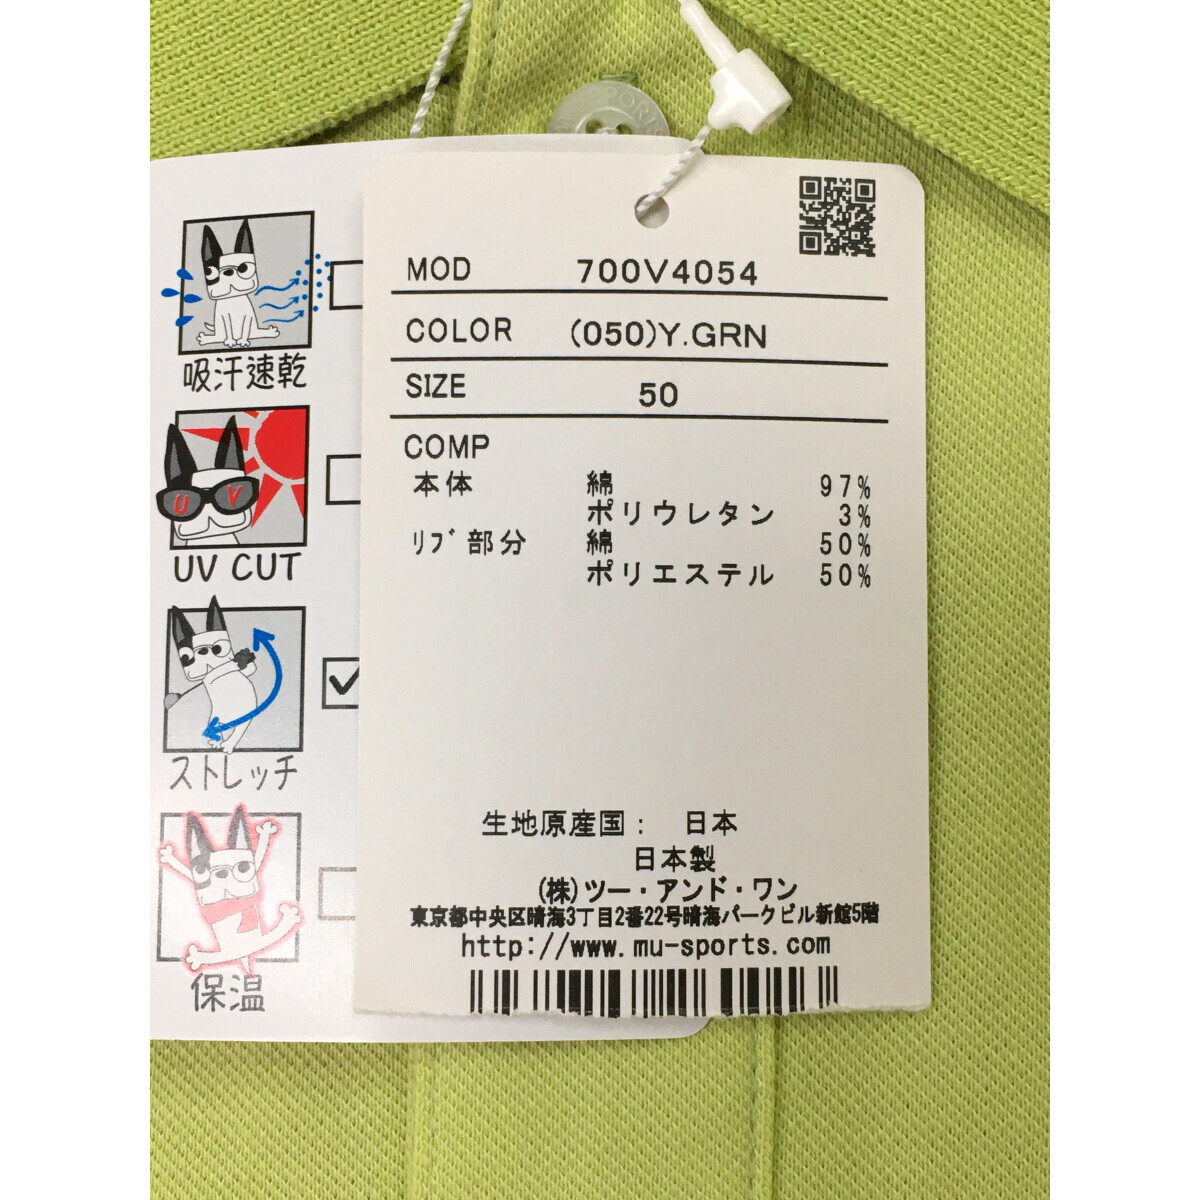 SPORTS
MOD 700V4054
COLOR (050)Y.GRN
SIZE 50
COMP
本体 綿 97%
ポリウレタン 3%
ﾘﾌﾞ部分 綿 50%
ポリエステル 50%
生地原産国: 日本
日本製
(株)ツー・アンド・ワン
東京都中央区晴海3丁目2番22号晴海パークビル新館5階
http://www.mu-sports.com
吸汗速乾
U V
UV CUT
ストレッチ
保温